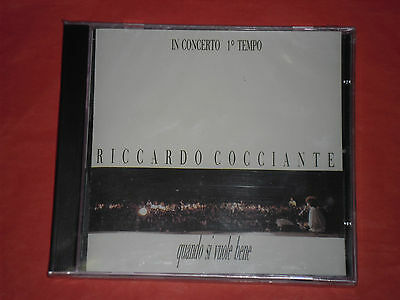 IN CONCERTO 1° TEMPO
RICCARDO COCCIANTE
quando si vuole bene